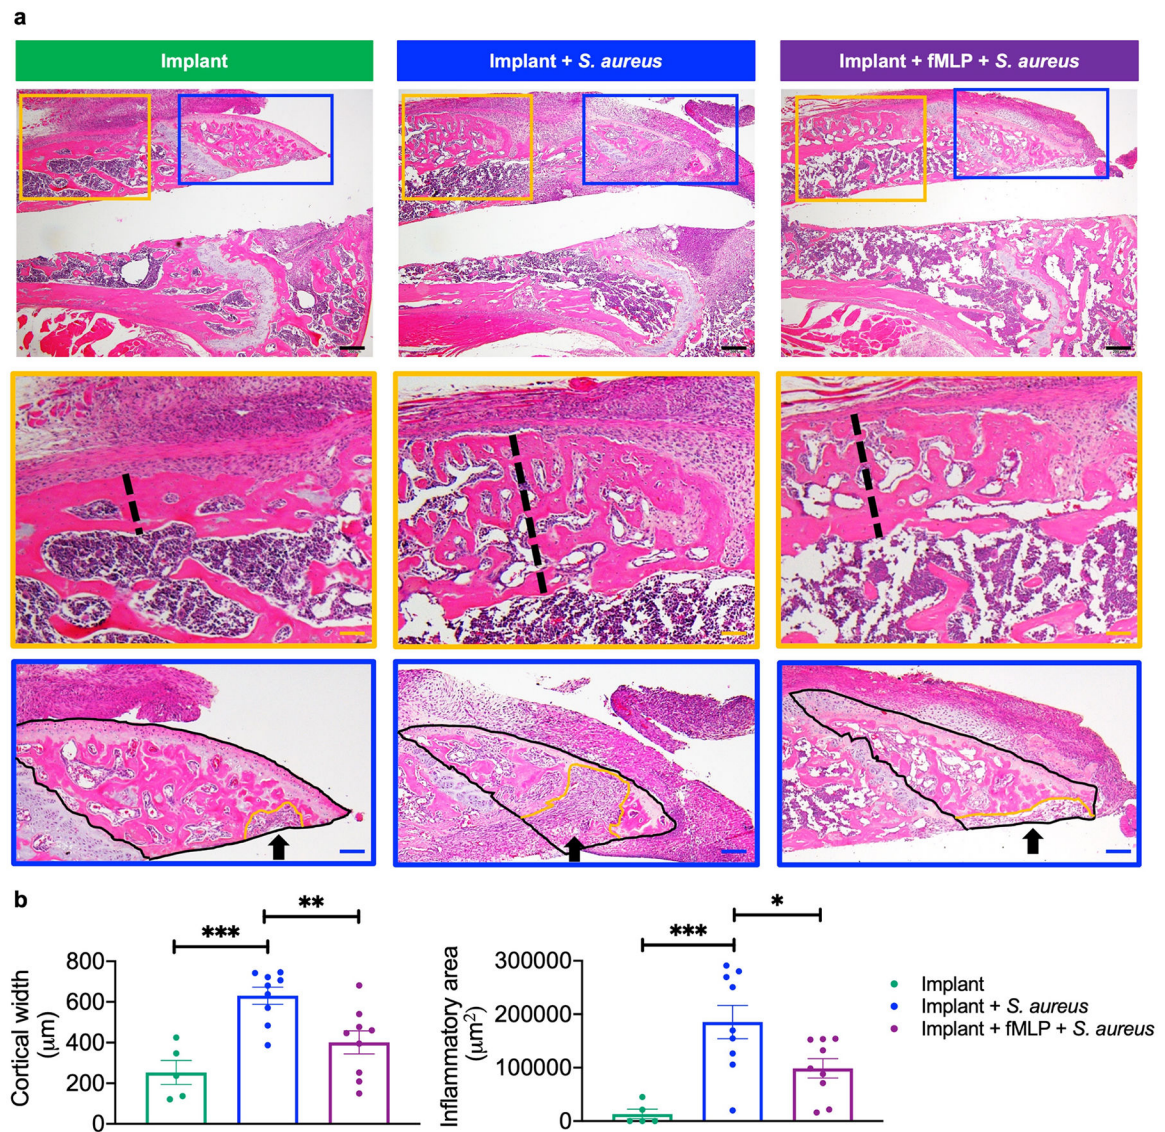 a
Implant
Implant + S. aureus
Implant + fMLP + S. aureus
b
***
**
Cortical width
(μm)
800
600
400
200
0
***
*
Inflammatory area
(μm²)
300000
200000
100000
0
Implant
Implant + S. aureus
Implant + fMLP + S. aureus